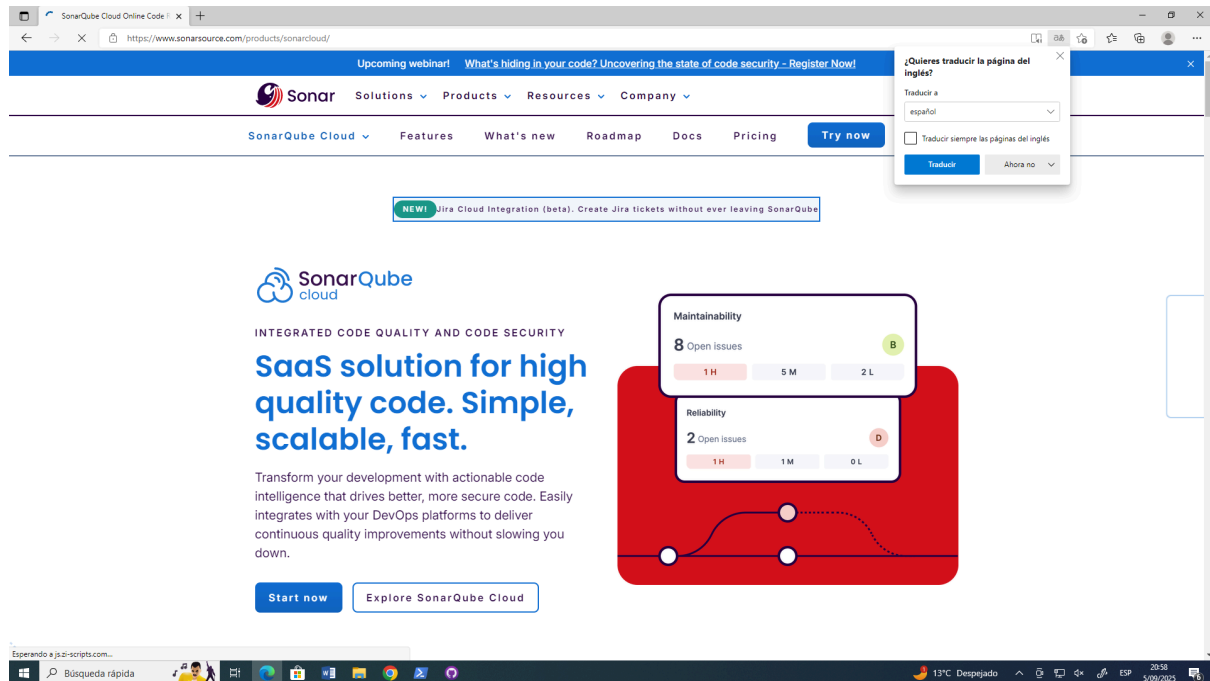 SonarQube Cloud Online Code R
https://www.sonarsource.com/products/sonarcloud/
Upcoming webinar! What's hiding in your code? Uncovering the state of code security - Register Now!
¿Quieres traducir la página del inglés?
Traducir a
español
Traducir siempre las páginas del inglés
Traducir Ahora no
Sonar Solutions Products Resources Company
SonarQube Cloud Features What's new Roadmap Docs Pricing Try now
NEW! Jira Cloud Integration (beta). Create Jira tickets without ever leaving SonarQube
SonarQube
cloud
INTEGRATED CODE QUALITY AND CODE SECURITY
SaaS solution for high
quality code. Simple,
scalable, fast.
Transform your development with actionable code
intelligence that drives better, more secure code. Easily
integrates with your DevOps platforms to deliver
continuous quality improvements without slowing you
down.
Start now Explore SonarQube Cloud
Maintainability
8 Open issues B
1 H 5 M 2 L
Reliability
2 Open issues D
1 H 1 M 0 L
Esperando a js.zi-scripts.com...
Búsqueda rápida
13°C Despejado ESP 20:58
5/09/2025